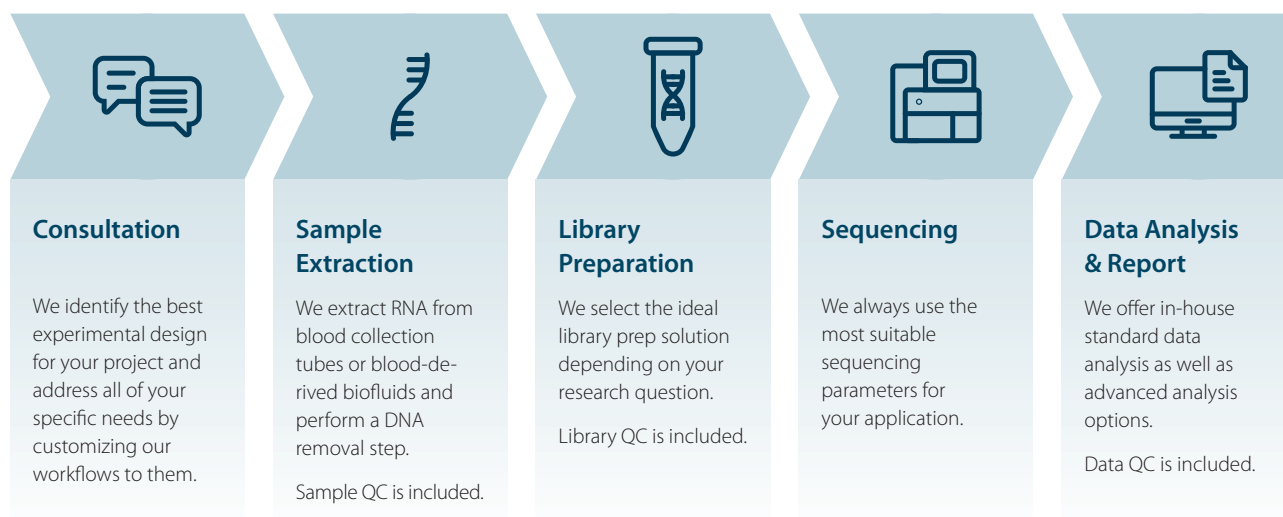 Consultation
We identify the best
experimental design
for your project and
address all of your
specific needs by
customizing our
workflows to them.
Sample
Extraction
We extract RNA from
blood collection
tubes or blood-de-
rived biofluids and
perform a DNA
removal step.
Sample QC is included.
Library
Preparation
We select the ideal
library prep solution
depending on your
research question.
Library QC is included.
Sequencing
We always use the
most suitable
sequencing
parameters for
your application.
Data Analysis
& Report
We offer in-house
standard data
analysis as well as
advanced analysis
options.
Data QC is included.